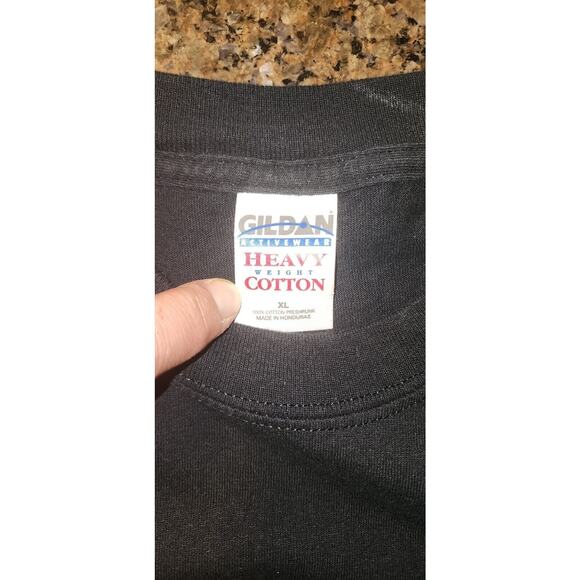 GILDAN
ACTIVEWEAR
HEAVY
WEIGHT
COTTON
XL
100% COTTON PRESHRUNK
MADE IN HONDURAS